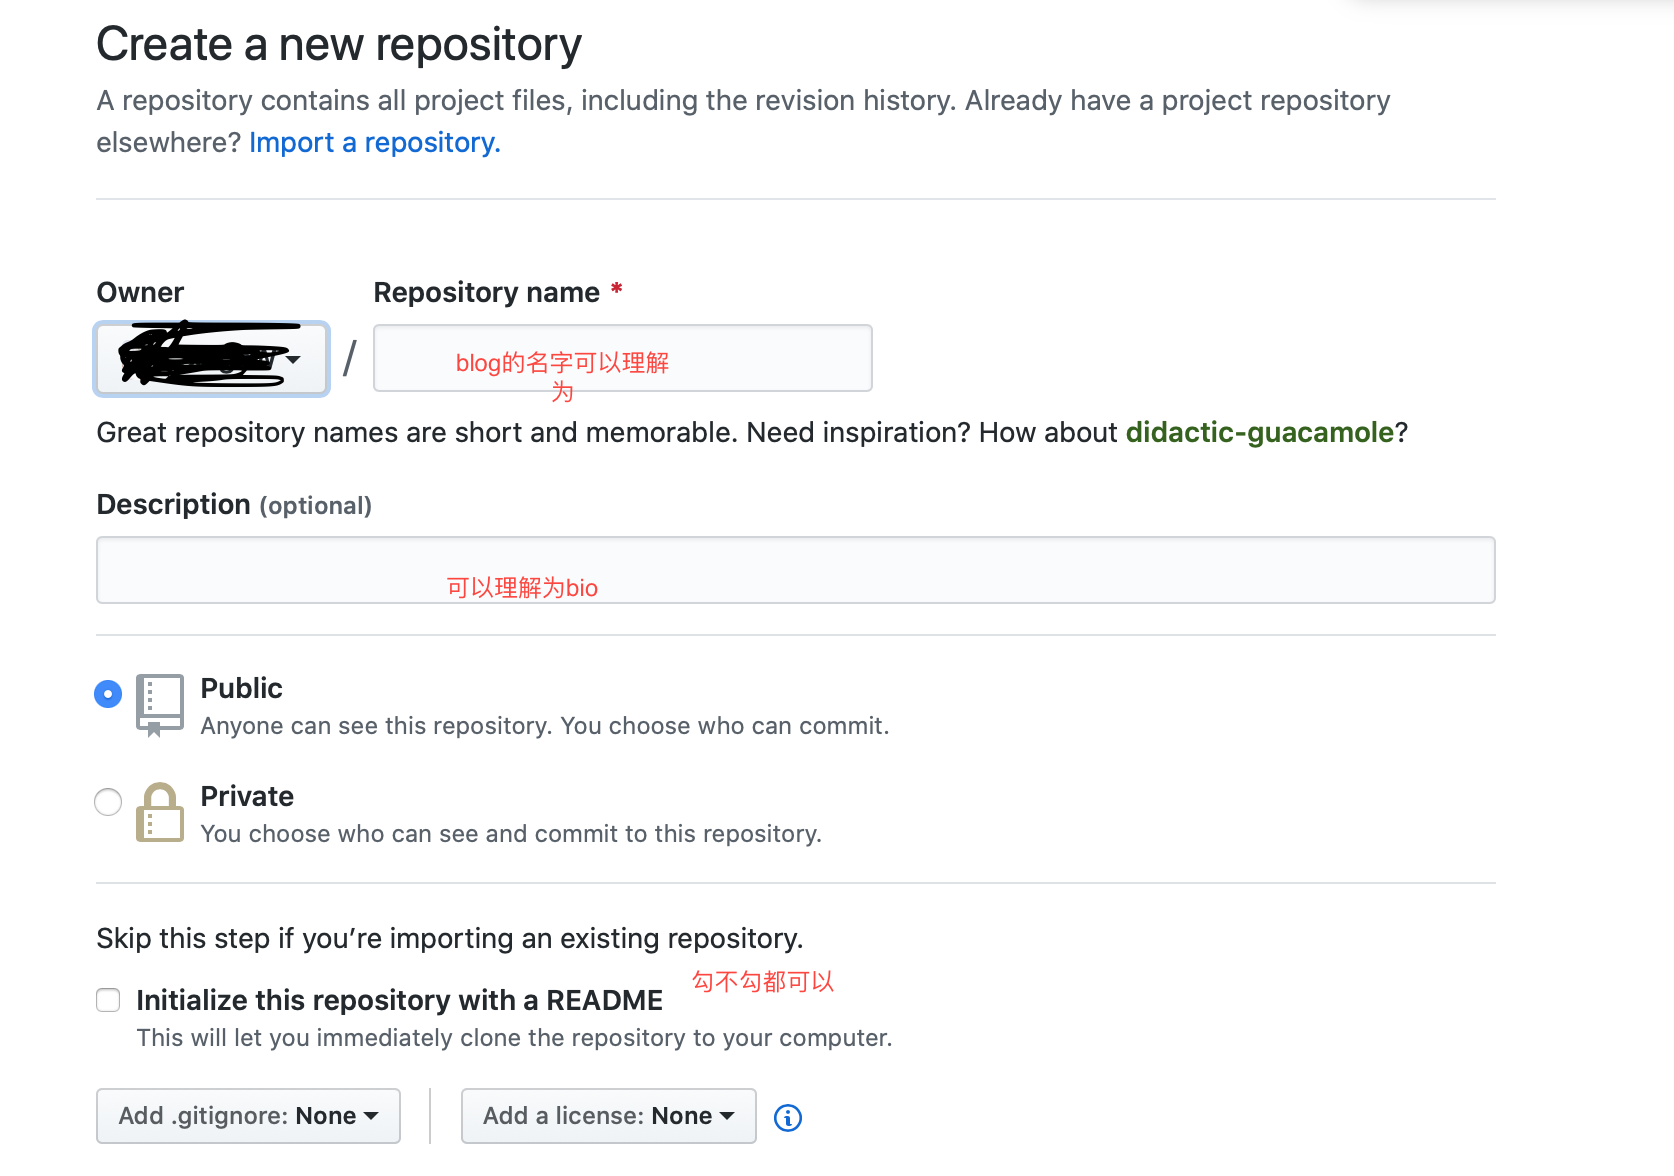 Create a new repository
A repository contains all project files, including the revision history. Already have a project repository
elsewhere? Import a repository.
Owner
Repository name *
/
blog的名字可以理解
为
Great repository names are short and memorable. Need inspiration? How about didactic-guacamole?
Description (optional)
可以理解为bio
Public
Anyone can see this repository. You choose who can commit.
Private
You choose who can see and commit to this repository.
Skip this step if you’re importing an existing repository.
勾不勾都可以
Initialize this repository with a README
This will let you immediately clone the repository to your computer.
Add .gitignore: None
Add a license: None